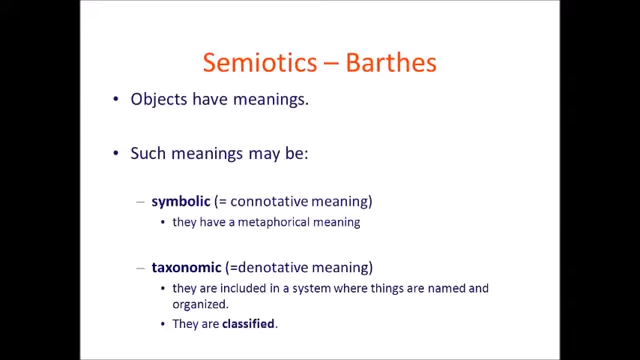 Semiotics – Barthes
• Objects have meanings.
• Such meanings may be:
– symbolic (= connotative meaning)
• they have a metaphorical meaning
– taxonomic (=denotative meaning)
• they are included in a system where things are named and
organized.
• They are classified.